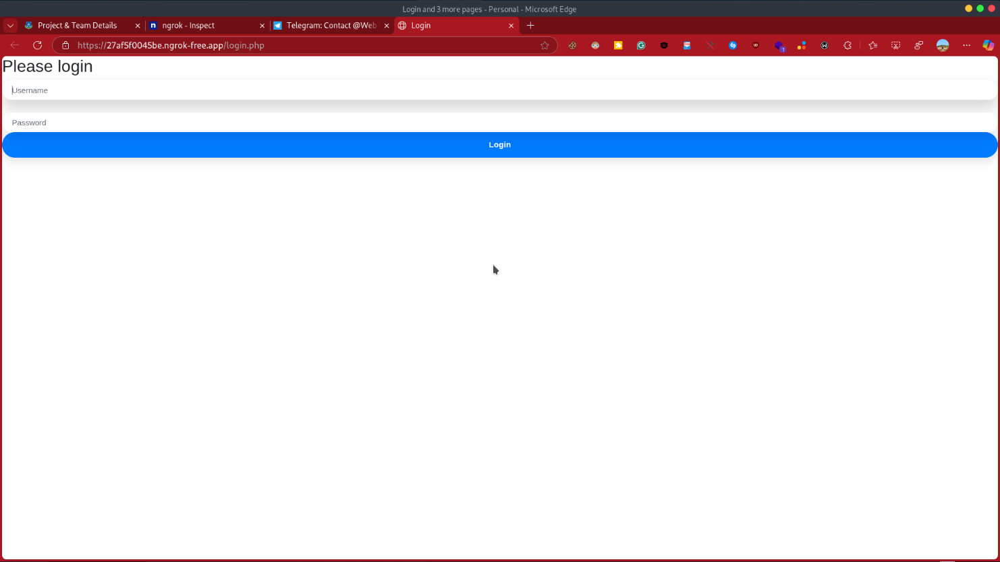 Login and 3 more pages - Personal - Microsoft Edge
Project & Team Details
n ngrok - Inspect
Telegram: Contact @Web
Login
https://27af5f0045be.ngrok-free.app/login.php
1
Please login
Username
Password
Login